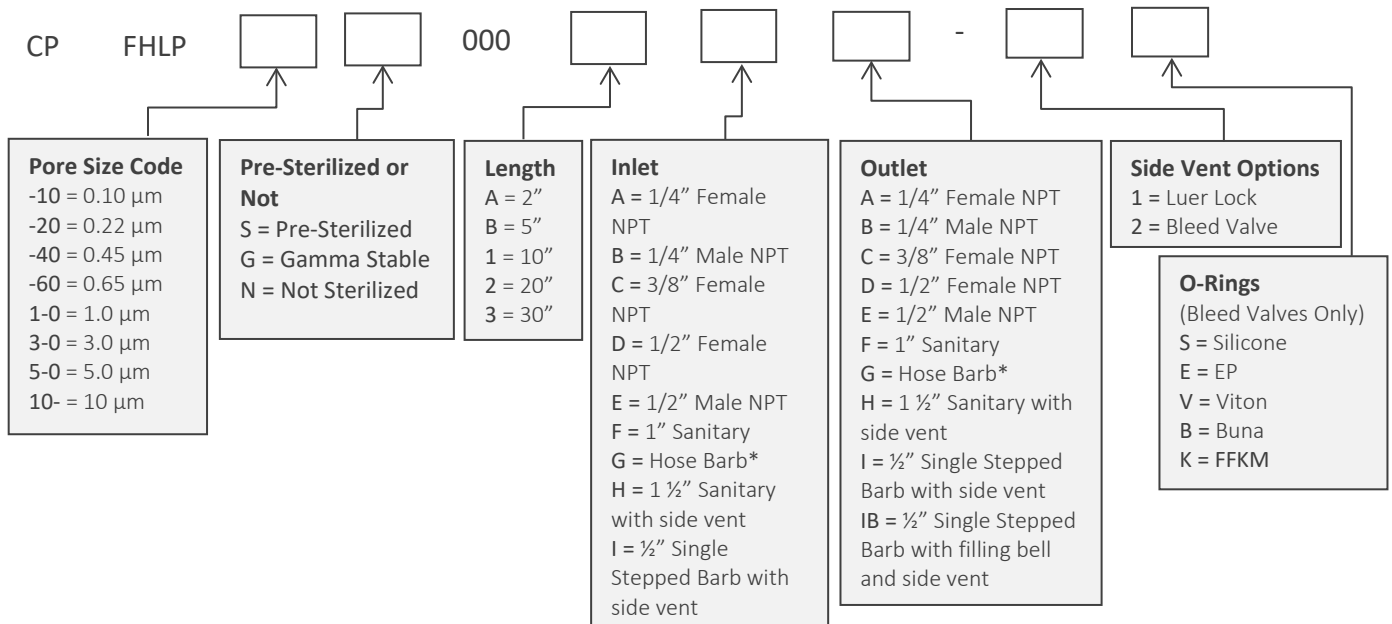 CP FHLP 000 -
Pore Size Code
-10 = 0.10 µm
-20 = 0.22 µm
-40 = 0.45 µm
-60 = 0.65 µm
1-0 = 1.0 µm
3-0 = 3.0 µm
5-0 = 5.0 µm
10- = 10 µm
Pre-Sterilized or
Not
S = Pre-Sterilized
G = Gamma Stable
N = Not Sterilized
Length
A = 2”
B = 5”
1 = 10”
2 = 20”
3 = 30”
Inlet
A = 1/4” Female
NPT
B = 1/4” Male NPT
C = 3/8” Female
NPT
D = 1/2” Female
NPT
E = 1/2” Male NPT
F = 1” Sanitary
G = Hose Barb*
H = 1 ½” Sanitary
with side vent
I = ½” Single
Stepped Barb with
side vent
Outlet
A = 1/4” Female NPT
B = 1/4” Male NPT
C = 3/8” Female NPT
D = 1/2” Female NPT
E = 1/2” Male NPT
F = 1” Sanitary
G = Hose Barb*
H = 1 ½” Sanitary with
side vent
I = ½” Single Stepped
Barb with side vent
IB = ½” Single Stepped
Barb with filling bell
and side vent
Side Vent Options
1 = Luer Lock
2 = Bleed Valve
O-Rings
(Bleed Valves Only)
S = Silicone
E = EP
V = Viton
B = Buna
K = FFKM